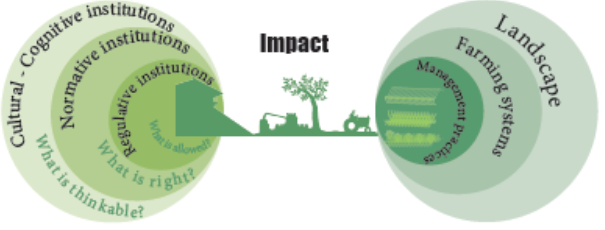 Cultural - Cognitive institutions
Normative institutions
Regulative institutions
What is allowed?
What is right?
What is thinkable?
Impact
Landscape
Farming systems
Management practices